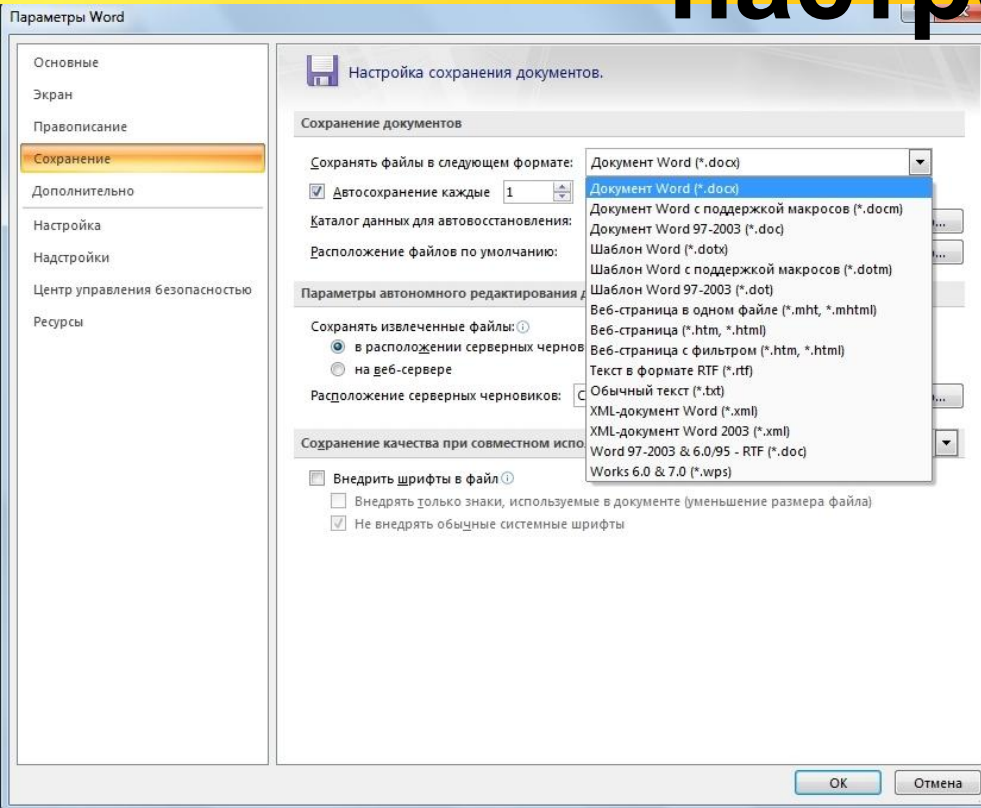 настр
Параметры Word
Основные
Экран
Правописание
Сохранение
Дополнительно
Настройка
Надстройки
Центр управления безопасностью
Ресурсы
Настройка сохранения документов.
Сохранение документов
Сохранять файлы в следующем формате: Документ Word (*.docx)
Автосохранение каждые 1
Каталог данных для автовосстановления:
Расположение файлов по умолчанию:
Документ Word (*.docx)
Документ Word с поддержкой макросов (*.docm)
Документ Word 97-2003 (*.doc)
Шаблон Word (*.dotx)
Шаблон Word с поддержкой макросов (*.dotm)
Шаблон Word 97-2003 (*.dot)
Веб-страница в одном файле (*.mht, *.mhtml)
Веб-страница (*.htm, *.html)
Веб-страница с фильтром (*.htm, *.html)
Текст в формате RTF (*.rtf)
Обычный текст (*.txt)
XML-документ Word (*.xml)
XML-документ Word 2003 (*.xml)
Word 97-2003 & 6.0/95 - RTF (*.doc)
Works 6.0 & 7.0 (*.wps)
Параметры автономного редактирования
Сохранять извлеченные файлы:
в расположении серверных чернов
на веб-сервере
Расположение серверных черновиков:
Сохранение качества при совместном испо
Внедрить шрифты в файл
Внедрять только знаки, используемые в документе (уменьшение размера файла)
Не внедрять обычные системные шрифты
ОК
Отмена